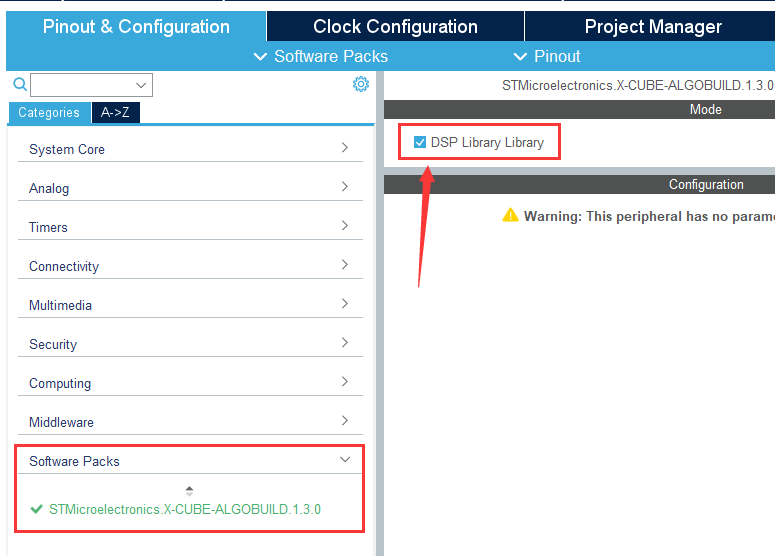 Pinout & Configuration
Clock Configuration
Project Manager
Software Packs
Pinout
Categories
A->Z
System Core
Analog
Timers
Connectivity
Multimedia
Security
Computing
Middleware
Software Packs
STMicroelectronics.X-CUBE-ALGOBUILD.1.3.0
STMicroelectronics.X-CUBE-ALGOBUILD.1.3.0
Mode
DSP Library Library
Configuration
Warning: This peripheral has no parame